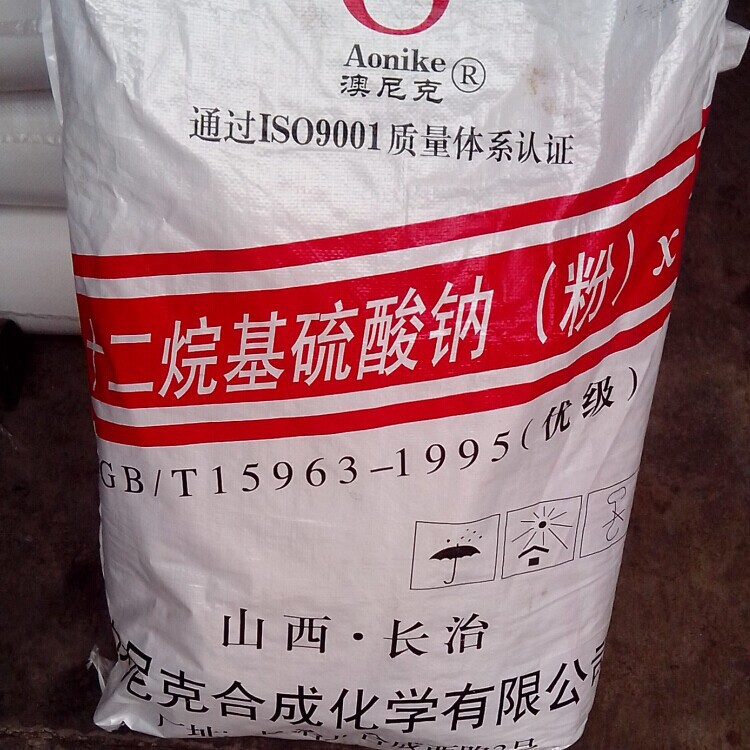 Aonike ®
澳尼克
通过ISO9001质量体系认证
十二烷基硫酸钠（粉）x
GB/T15963-1995(优级)
山西·长治
尼克合成化学有限公司